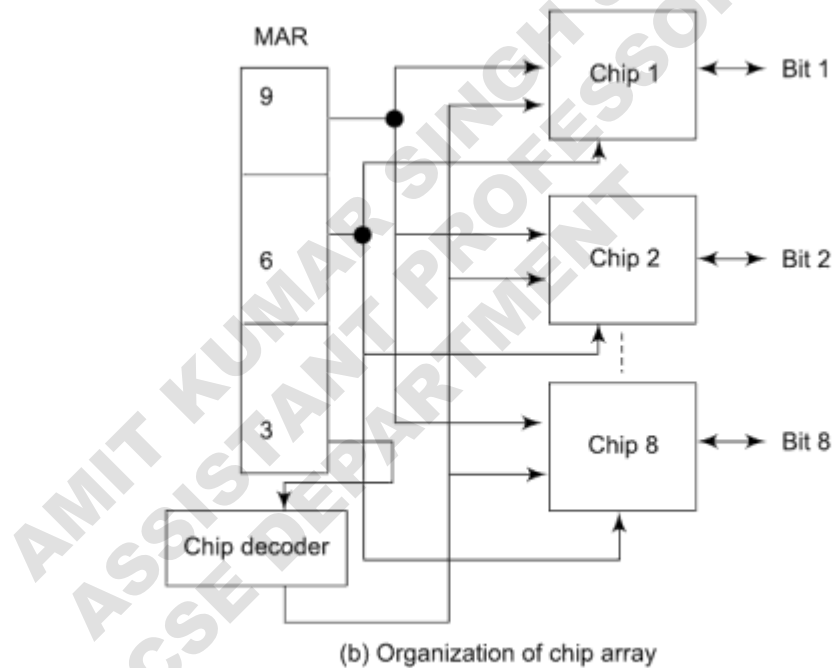 MAR
9
6
3
Chip decoder
Chip 1
Bit 1
Chip 2
Bit 2
Chip 8
Bit 8
(b) Organization of chip array
AMIT KUMAR SINGH
ASSISTANT PROFESSOR
CSE DEPARTMENT